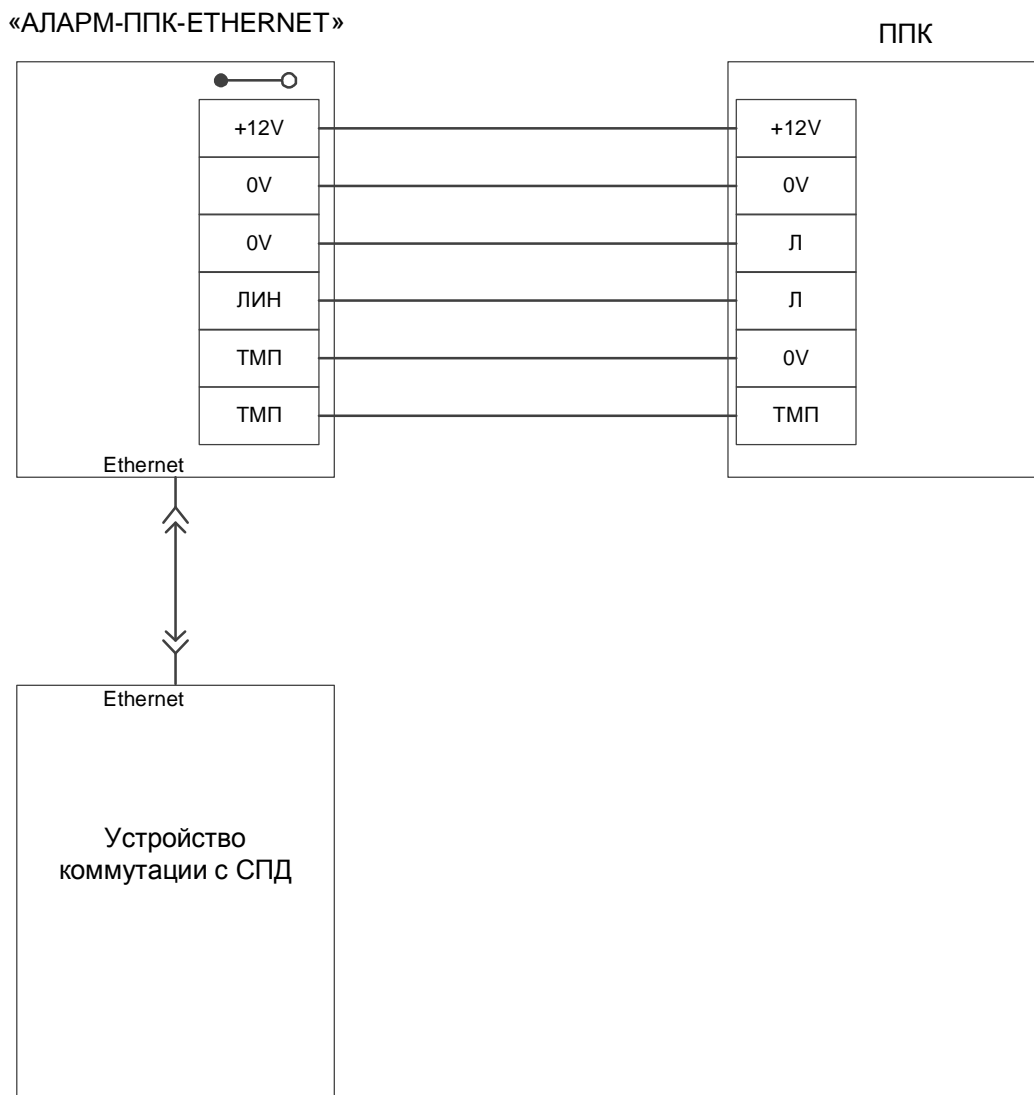 «АЛАРМ-ППК-ETHERNET»
ППК
+12V
+12V
0V
0V
0V
Л
ЛИН
Л
ТМП
0V
ТМП
ТМП
Ethernet
Ethernet
Устройство
коммутации с СПД